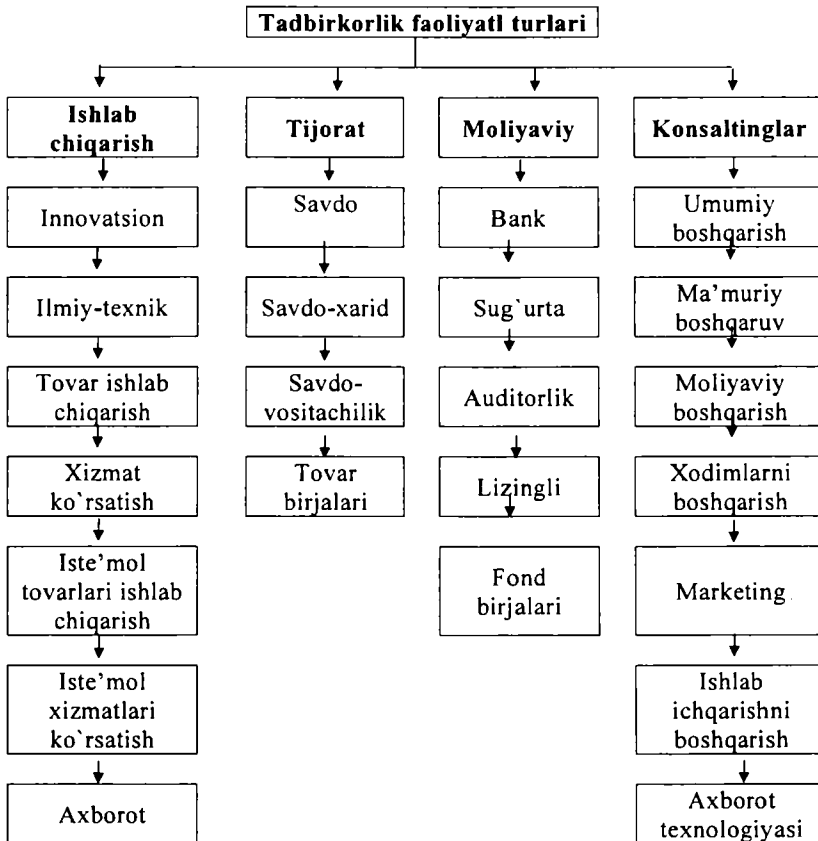 Tadbirkorlik faoliyatl turlari
Ishlab
chiqarish
Innovatsion
Ilmiy-texnik
Tovar ishlab
chiqarish
Xizmat
ko`rsatish
Iste’mol
tovarlari ishlab
chiqarish
Iste’mol
xizmatlari
ko`rsatish
Axborot
Tijorat
Savdo
Savdo-xarid
Savdo-
vositachilik
Tovar
birjalari
Moliyaviy
Bank
Sug`urta
Auditorlik
Lizingli
Fond
birjalari
Konsaltinglar
Umumiy
boshqarish
Ma’muriy
boshqaruv
Moliyaviy
boshqarish
Xodimlarni
boshqarish
Marketing
Ishlab
ichqarishni
boshqarish
Axborot
texnologiyasi